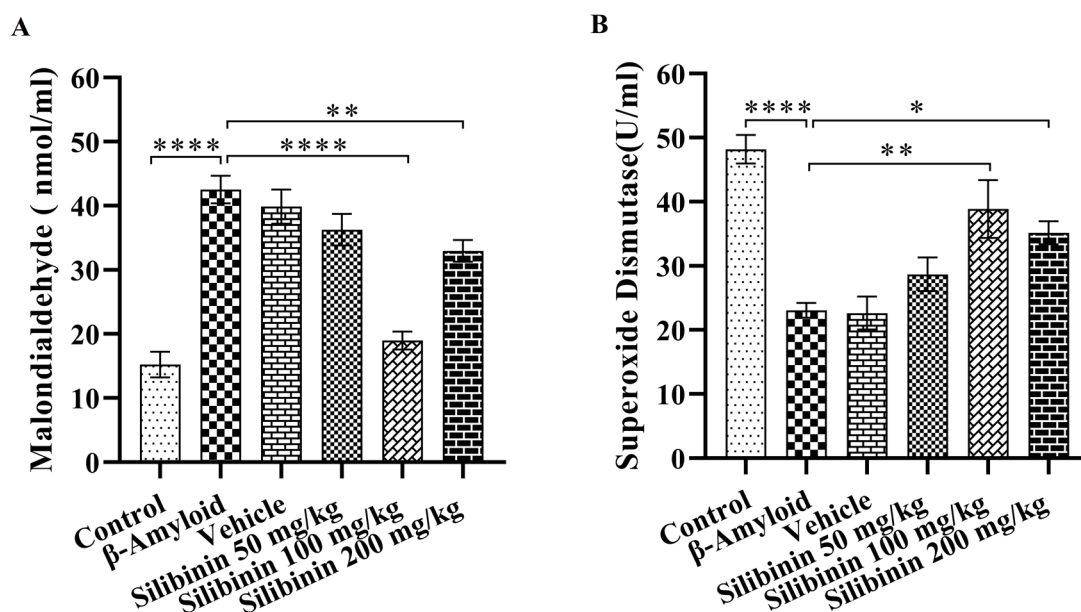 A
Malondialdehyde ( nmol/ml)
60
50
40
30
20
10
0
****
**
****
Control
β-Amyloid
Vehicle
Silibinin 50 mg/kg
Silibinin 100 mg/kg
Silibinin 200 mg/kg
B
Superoxide Dismutase(U/ml)
60
50
40
30
20
10
0
****
*
**
Control
β-Amyloid
Vehicle
Silibinin 50 mg/kg
Silibinin 100 mg/kg
Silibinin 200 mg/kg